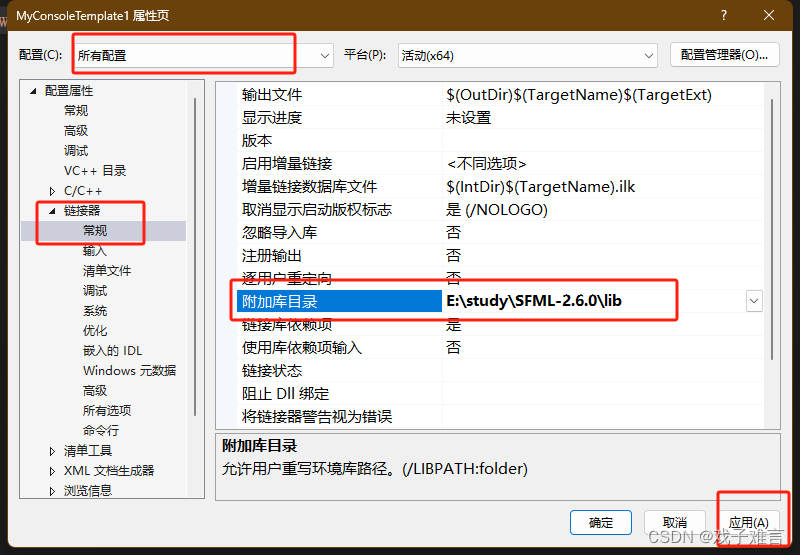 MyConsoleTemplate1 属性页
配置(C): 所有配置 平台(P): 活动(x64) 配置管理器(O)...
配置属性
常规
高级
调试
VC++ 目录
C/C++
链接器
常规
输入
清单文件
调试
系统
优化
嵌入的 IDL
Windows 元数据
高级
所有选项
命令行
清单工具
XML 文档生成器
浏览信息
输出文件 $(OutDir)$(TargetName)$(TargetExt)
显示进度 未设置
版本
启用增量链接 <不同选项>
增量链接数据库文件 $(IntDir)$(TargetName).ilk
取消显示启动版权标志 是 (/NOLOGO)
忽略导入库 否
注册输出 否
逐用户重定向 否
附加库目录 E:\study\SFML-2.6.0\lib
链接库依赖项 是
使用库依赖项输入 否
链接状态
阻止 Dll 绑定
将链接器警告视为错误
附加库目录
允许用户重写环境库路径。(/LIBPATH:folder)
确定 取消 应用(A)
CSDN @戏子难言